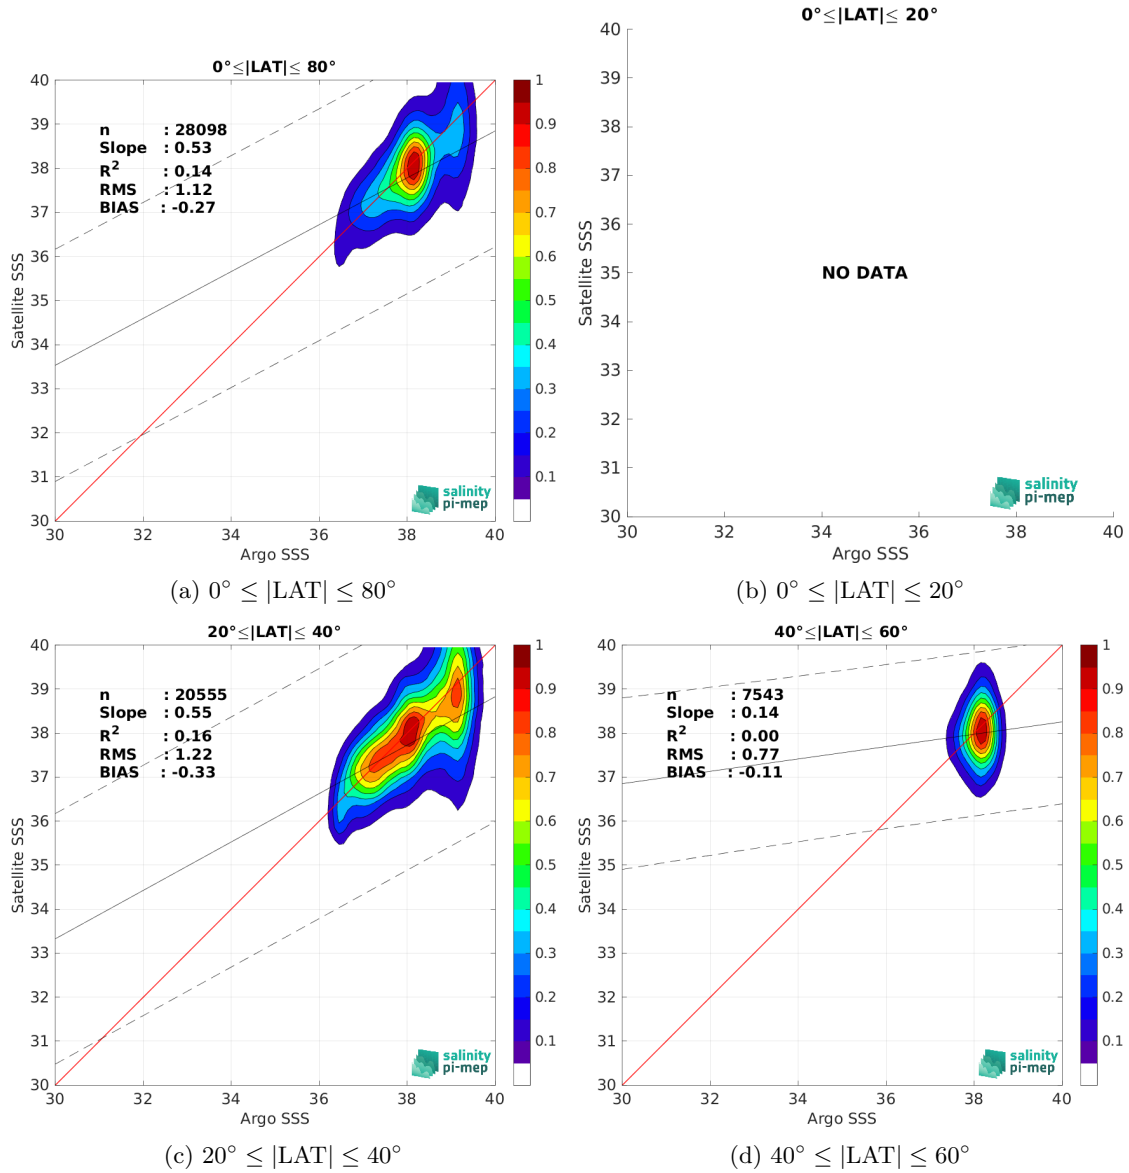 0°≤|LAT|≤ 80°
n : 28098
Slope : 0.53
R² : 0.14
RMS : 1.12
BIAS : -0.27
40
39
38
37
36
35
34
33
32
31
30
Satellite SSS
30 32 34 36 38 40
Argo SSS
1
0.9
0.8
0.7
0.6
0.5
0.4
0.3
0.2
0.1
salinity
pi-mep
(a) 0° ≤ |LAT| ≤ 80°
0°≤|LAT|≤ 20°
40
39
38
37
36
35
34
33
32
31
30
Satellite SSS
NO DATA
30 32 34 36 38 40
Argo SSS
salinity
pi-mep
(b) 0° ≤ |LAT| ≤ 20°
20°≤|LAT|≤ 40°
n : 20555
Slope : 0.55
R² : 0.16
RMS : 1.22
BIAS : -0.33
40
39
38
37
36
35
34
33
32
31
30
Satellite SSS
30 32 34 36 38 40
Argo SSS
1
0.9
0.8
0.7
0.6
0.5
0.4
0.3
0.2
0.1
salinity
pi-mep
(c) 20° ≤ |LAT| ≤ 40°
40°≤|LAT|≤ 60°
n : 7543
Slope : 0.14
R² : 0.00
RMS : 0.77
BIAS : -0.11
40
39
38
37
36
35
34
33
32
31
30
Satellite SSS
30 32 34 36 38 40
Argo SSS
1
0.9
0.8
0.7
0.6
0.5
0.4
0.3
0.2
0.1
salinity
pi-mep
(d) 40° ≤ |LAT| ≤ 60°